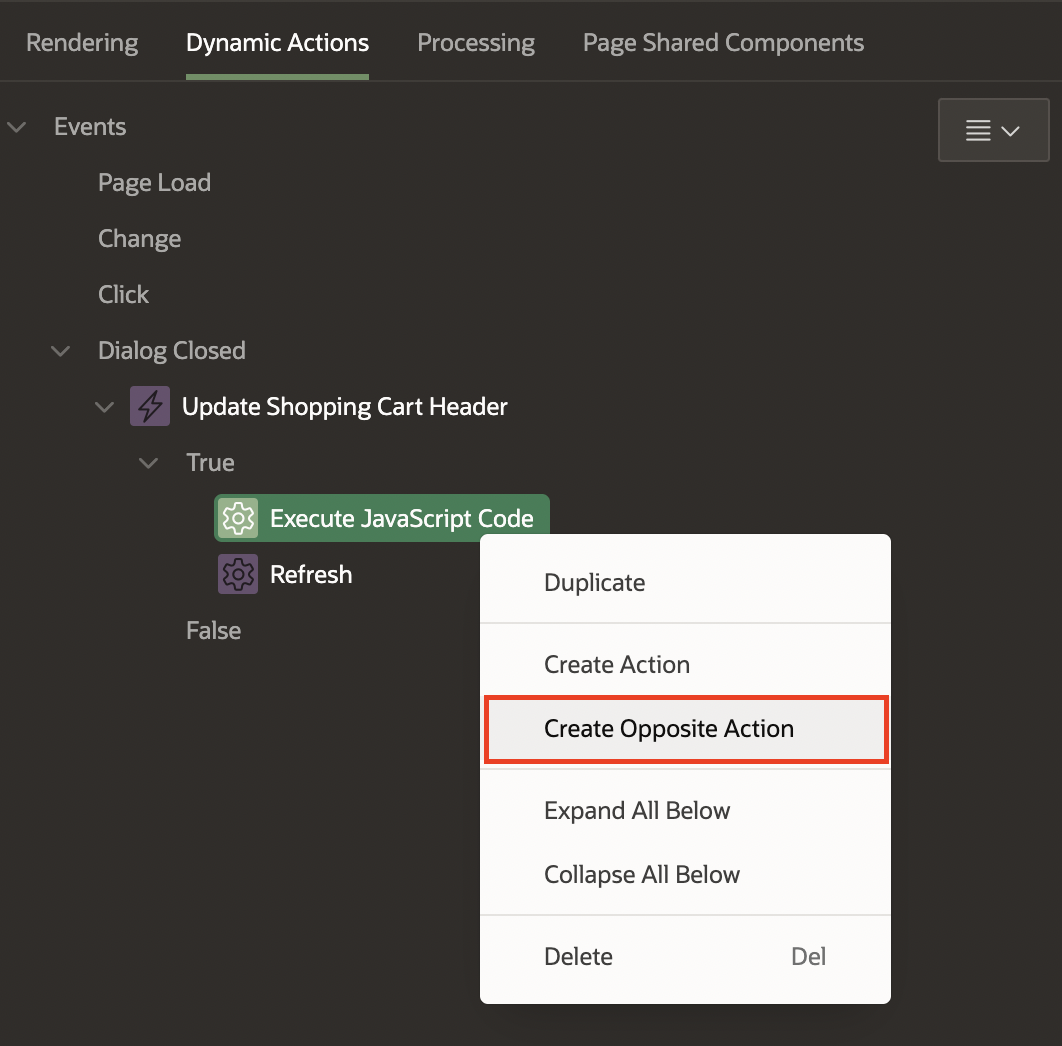 Rendering Dynamic Actions Processing Page Shared Components
Events
Page Load
Change
Click
Dialog Closed
Update Shopping Cart Header
True
Execute JavaScript Code
Refresh
False
Duplicate
Create Action
Create Opposite Action
Expand All Below
Collapse All Below
Delete Del